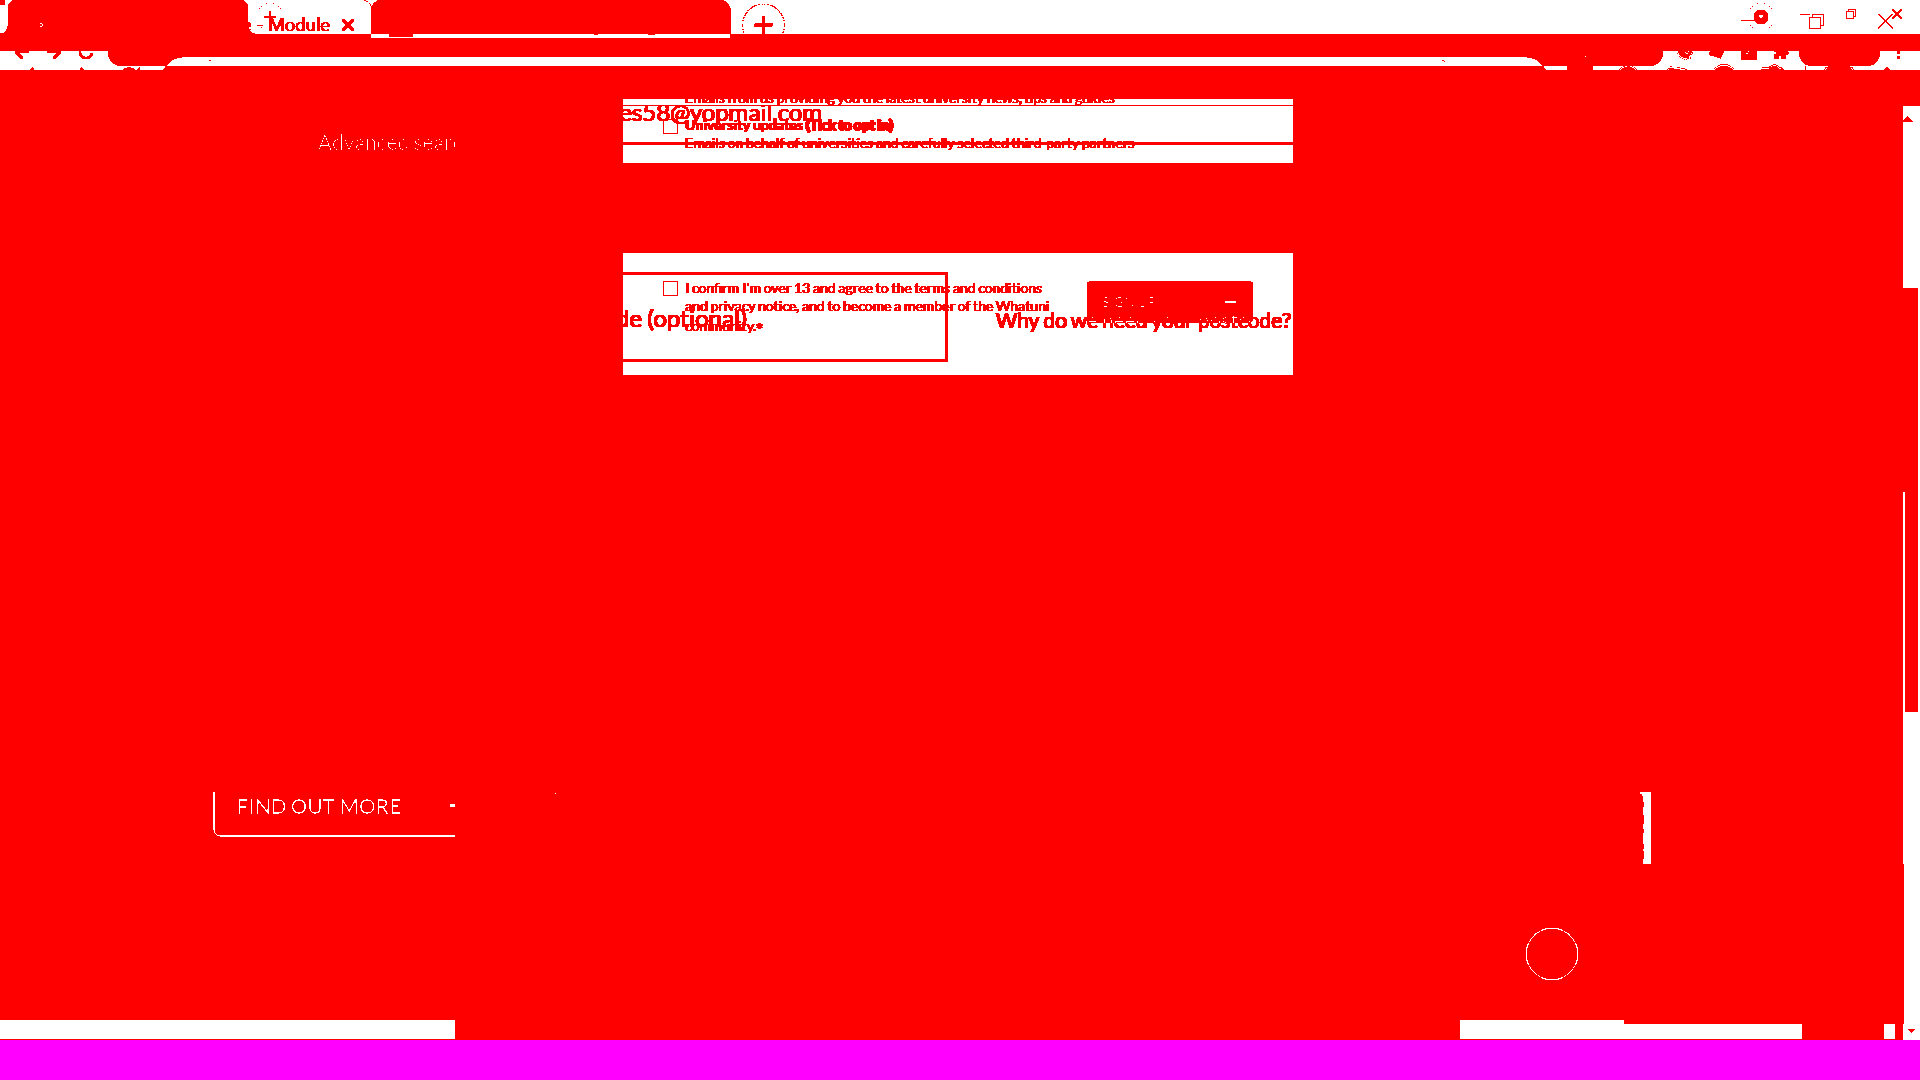 - Module
Emails from us providing you the latest university news, tips and guides
es58@yopmail.com
University updates (Tick to opt in)
Advanced sear
Emails on behalf of universities and carefully selected third-party partners
I confirm I'm over 13 and agree to the terms and conditions
and privacy notice, and to become a member of the Whatuni
community.*
SIGN UP
de (optional)
Why do we need your postcode?
FIND OUT MORE